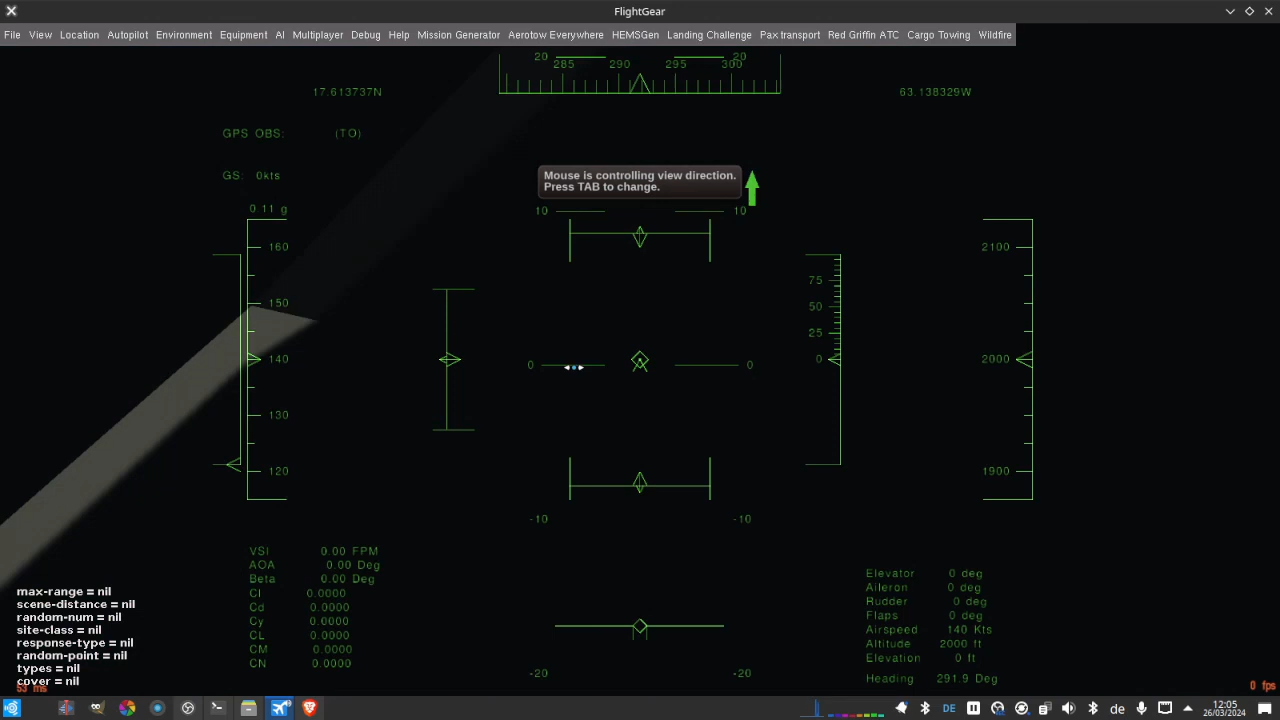 FlightGear
File View Location Autopilot Environment Equipment AI Multiplayer Debug Help Mission Generator Aerotow Everywhere HEMSGen Landing Challenge Pax transport Red Griffin ATC Cargo Towing Wildfire
20 20
285 290 295 300
17.613737N 63.138329W
GPS OBS: (TO)
GS: 0kts
Mouse is controlling view direction.
Press TAB to change.
0.11 g
10 10
160 2100
75
150 50
25
140 0 2000
0 0
130
120 1900
-10 -10
VSI 0.00 FPM
AOA 0.00 Deg
Beta 0.00 Deg
Cl 0.0000
Cd 0.0000
Cy 0.0000
CL 0.0000
CM 0.0000
CN 0.0000
Elevator 0 deg
Aileron 0 deg
Rudder 0 deg
Flaps 0 deg
Airspeed 140 Kts
Altitude 2000 ft
Elevation 0 ft
Heading 291.9 Deg
-20 -20
max-range = nil
scene-distance = nil
random-num = nil
site-class = nil
response-type = nil
random-point = nil
types = nil
cover = nil
53 ms 0 fps
DE de 12:05
26/03/2024